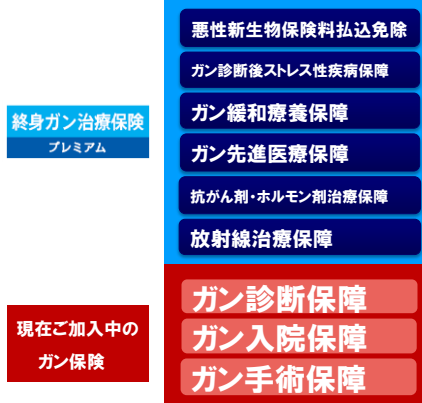 悪性新生物保険料払込免除
ガン診断後ストレス性疾病保障
ガン緩和療養保障
ガン先進医療保障
抗がん剤・ホルモン剤治療保障
放射線治療保障
終身ガン治療保険
プレミアム
ガン診断保障
ガン入院保障
ガン手術保障
現在ご加入中の
ガン保険